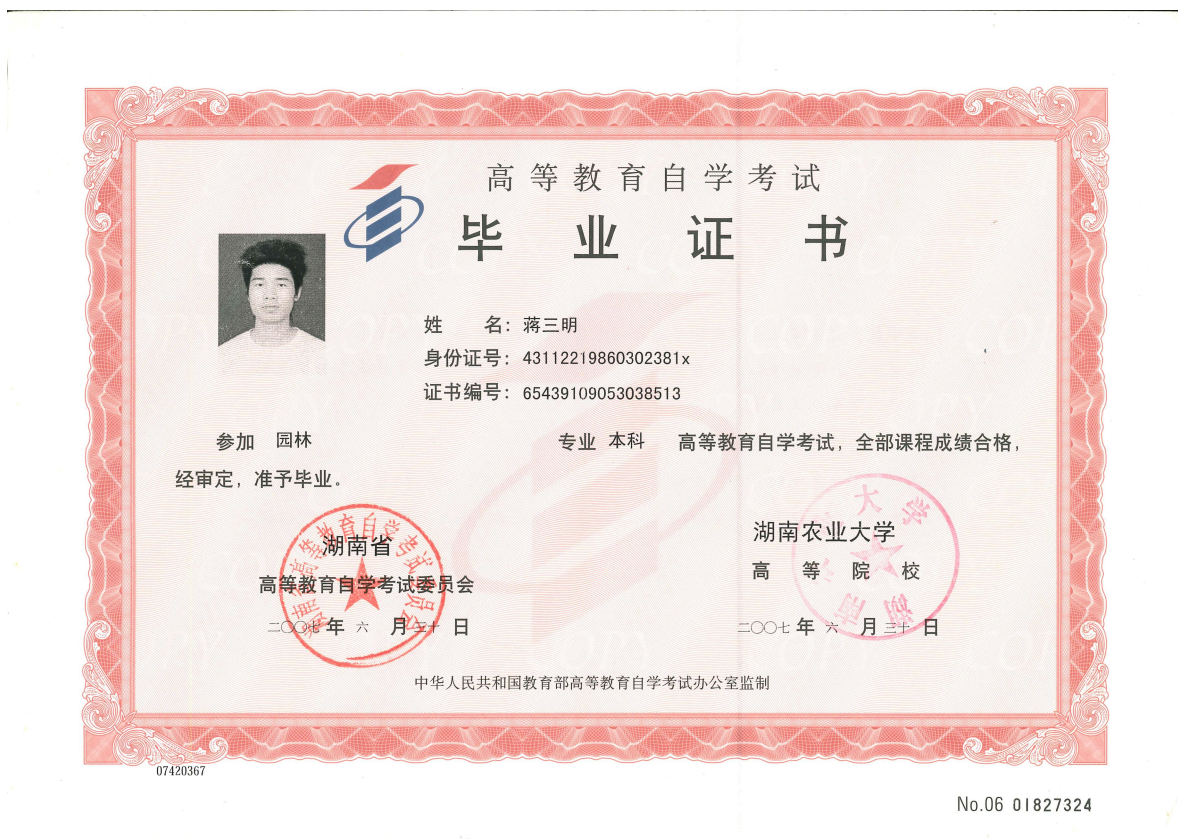 高等教育自学考试
毕业证书
姓 名：蒋三明
身份证号：43112219860302381x
证书编号：65439109053038513
参加 园林 专业 本科 高等教育自学考试，全部课程成绩合格，
经审定，准予毕业。
湖南省
高等教育自学考试委员会
二〇〇七年 六 月 三十 日
湖南农业大学
高等院校
二〇〇七年 六 月 三十 日
中华人民共和国教育部高等教育自学考试办公室监制
07420367
No.06 01827324
COPY